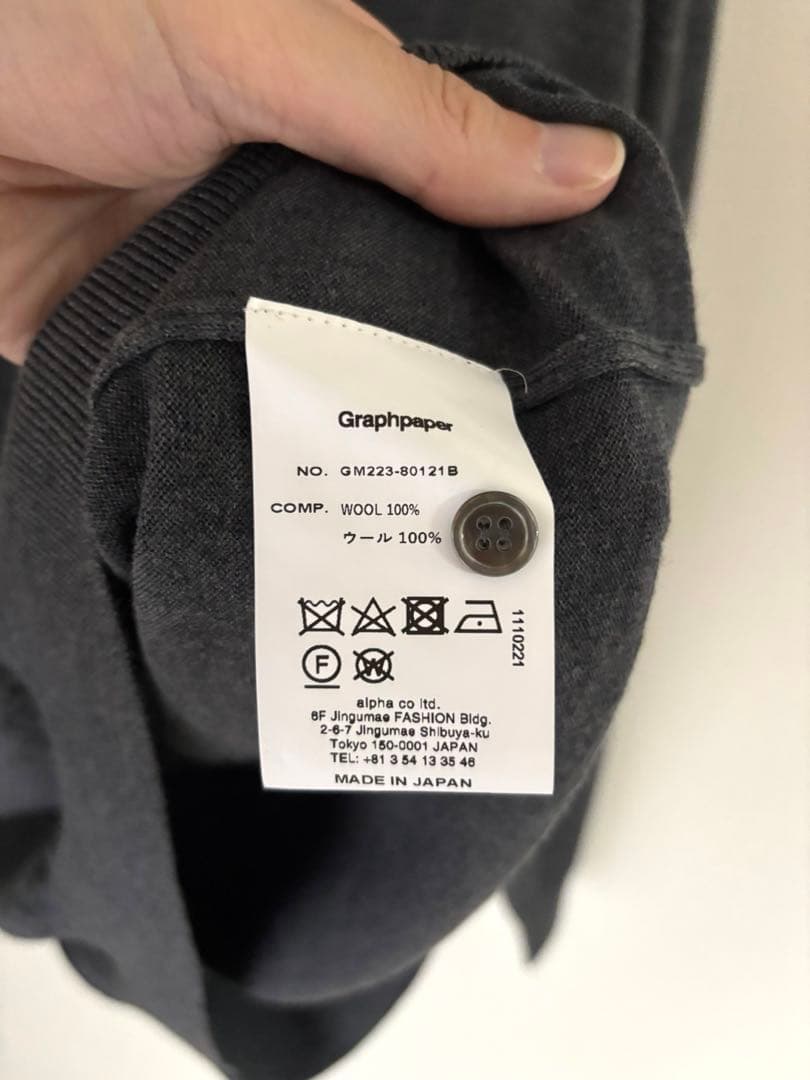 Graphpaper
NO. GM223-80121B
COMP. WOOL 100%
ウール 100%
1110221
F
W
alpha co ltd.
6F Jingumae FASHION Bldg.
2-6-7 Jingumae Shibuya-ku
Tokyo 150-0001 JAPAN
TEL: +81 3 54 13 35 46
MADE IN JAPAN